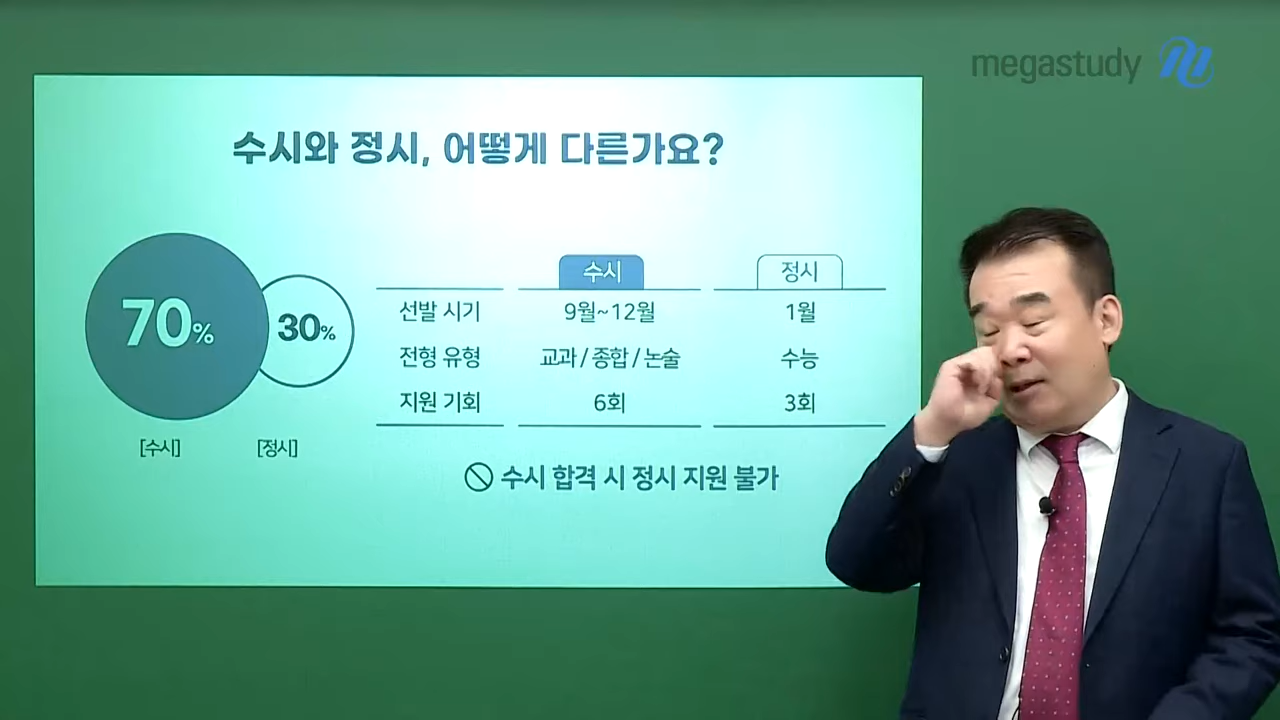 megastudy
수시와 정시, 어떻게 다른가요?
70%
30%
[수시]
[정시]
수시
정시
선발 시기
9월~12월
1월
전형 유형
교과 / 종합 / 논술
수능
지원 기회
6회
3회
수시 합격 시 정시 지원 불가